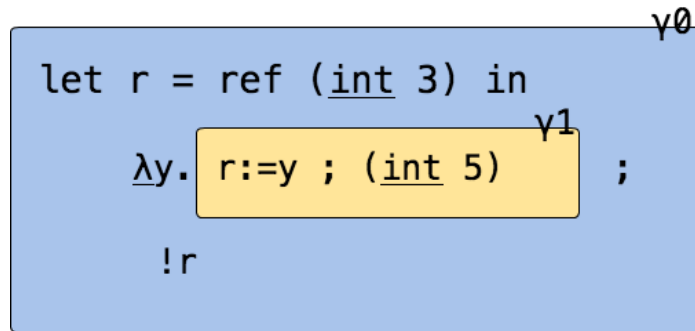 γ0
let r = ref (int 3) in
γ1
λy. r:=y ; (int 5) ;
!r